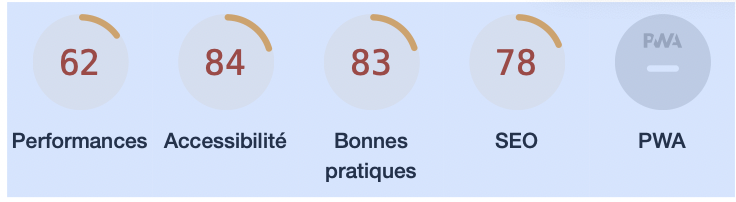 62 84 83 78 PWA
Performances Accessibilité Bonnes SEO PWA
pratiques